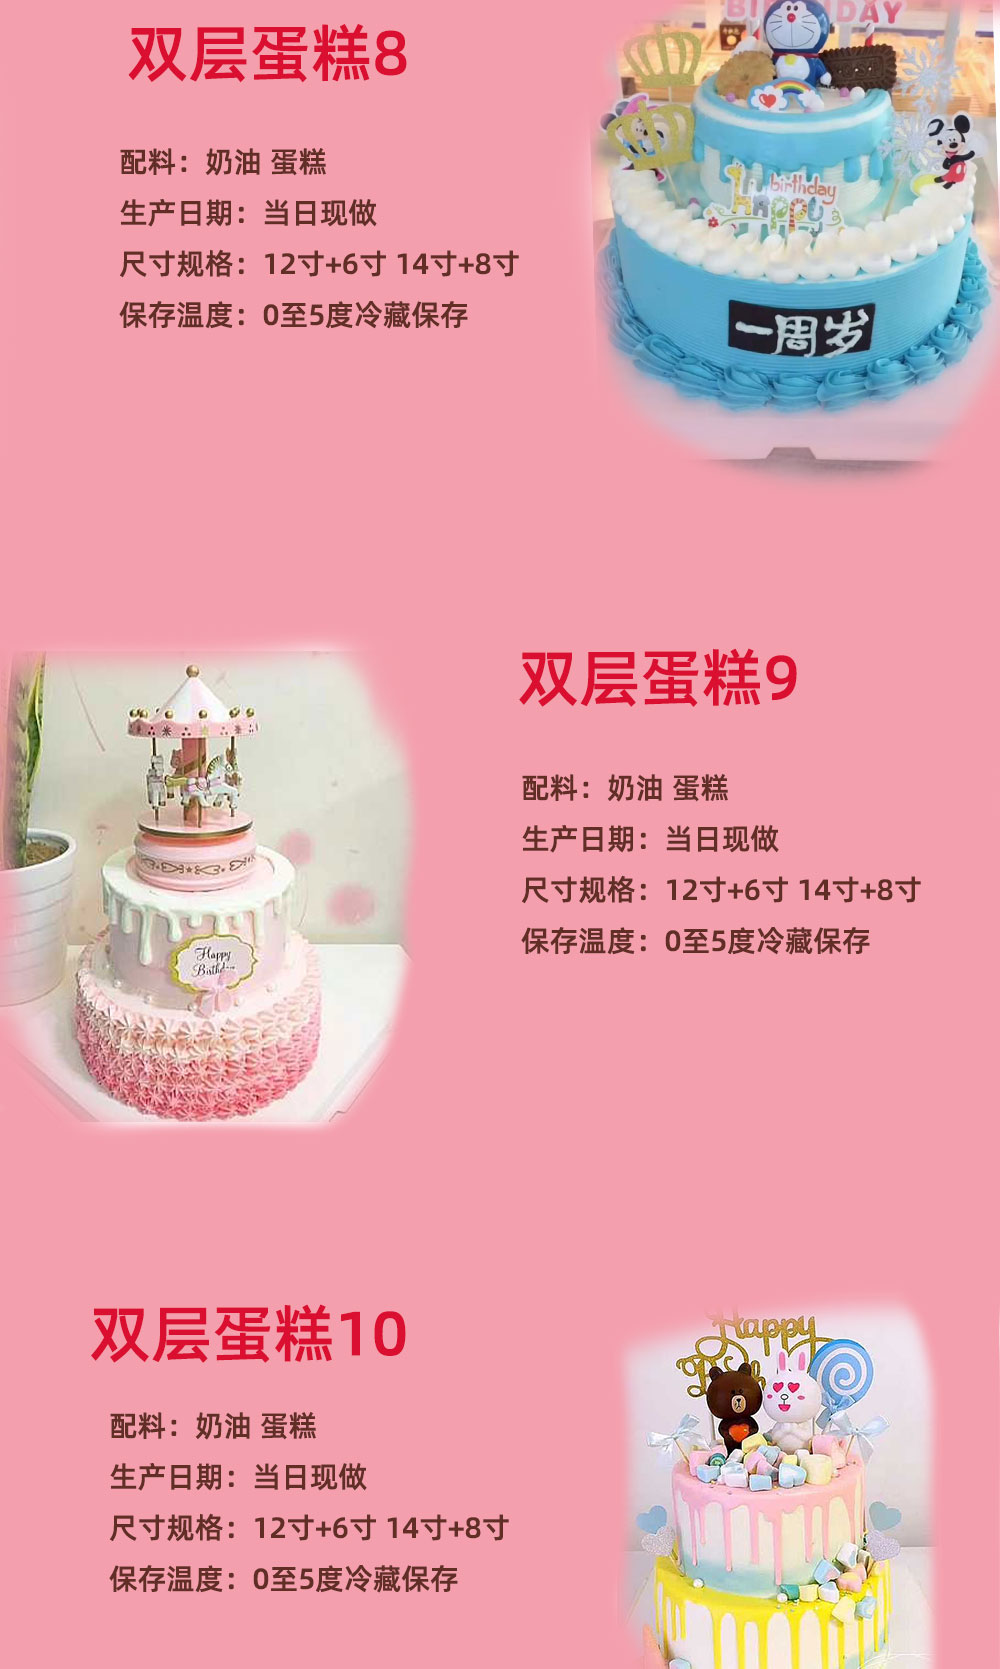 双层蛋糕8
配料：奶油 蛋糕
生产日期：当日现做
尺寸规格：12寸+6寸 14寸+8寸
保存温度：0至5度冷藏保存
birthday
happy
一周岁
双层蛋糕9
配料：奶油 蛋糕
生产日期：当日现做
尺寸规格：12寸+6寸 14寸+8寸
保存温度：0至5度冷藏保存
Happy
Birthday
双层蛋糕10
配料：奶油 蛋糕
生产日期：当日现做
尺寸规格：12寸+6寸 14寸+8寸
保存温度：0至5度冷藏保存
Happy